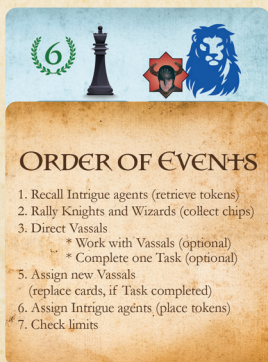 6
ORDER OF EVENTS
1. Recall Intrigue agents (retrieve tokens)
2. Rally Knights and Wizards (collect chips)
3. Direct Vassals
* Work with Vassals (optional)
* Complete one Task (optional)
5. Assign new Vassals
(replace cards, if Task completed)
6. Assign Intrigue agents (place tokens)
7. Check limits